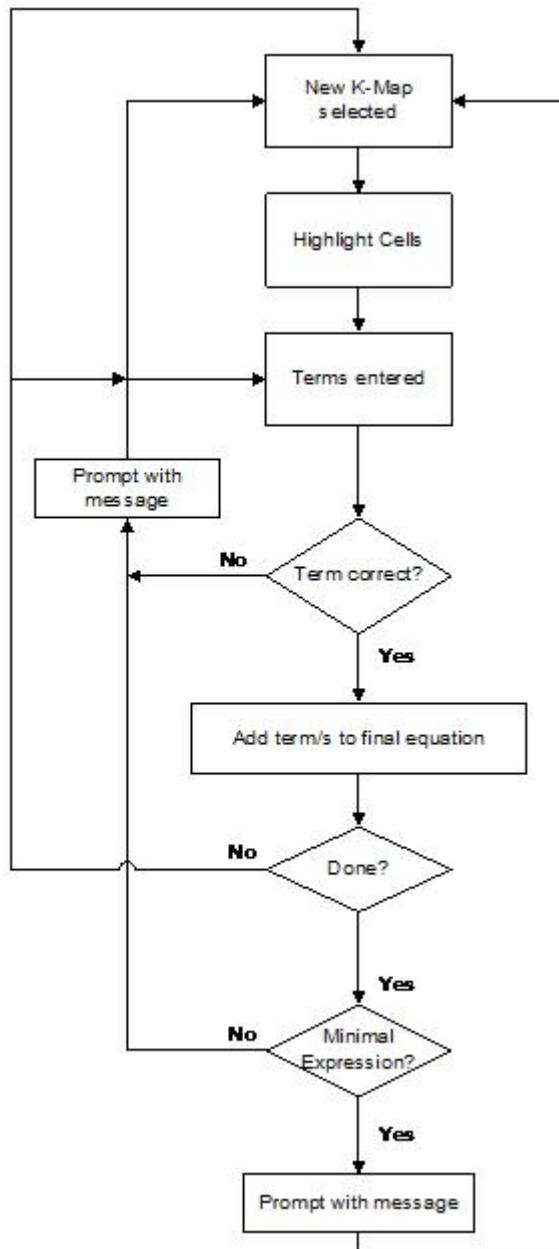 New K-Map
selected
Highlight Cells
Terms entered
Prompt with
message
No
Term correct?
Yes
Add term/s to final equation
No
Done?
Yes
No
Minimal
Expression?
Yes
Prompt with message